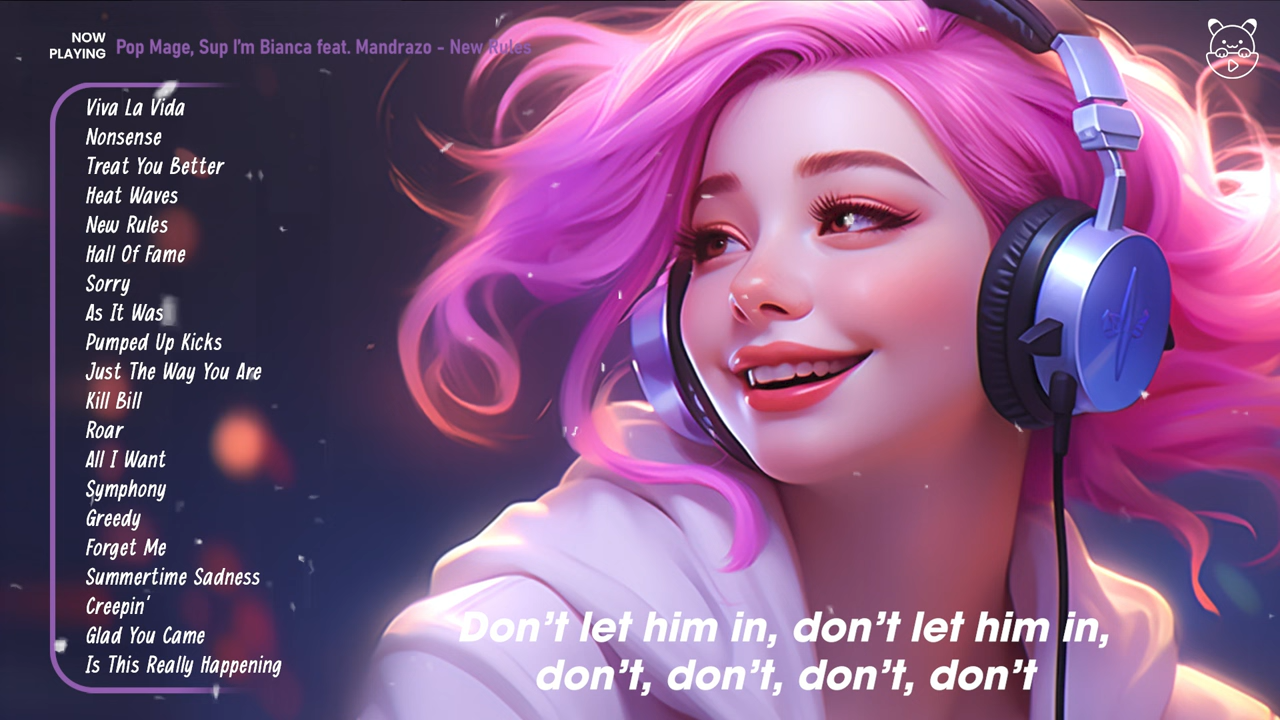 NOW
PLAYING
Pop Mage, Sup I'm Bianca feat. Mandrazo - New Rules
Viva La Vida
Nonsense
Treat You Better
Heat Waves
New Rules
Hall Of Fame
Sorry
As It Was
Pumped Up Kicks
Just The Way You Are
Kill Bill
Roar
All I Want
Symphony
Greedy
Forget Me
Summertime Sadness
Creepin'
Glad You Came
Is This Really Happening
Don't let him in, don't let him in,
don't, don't, don't, don't